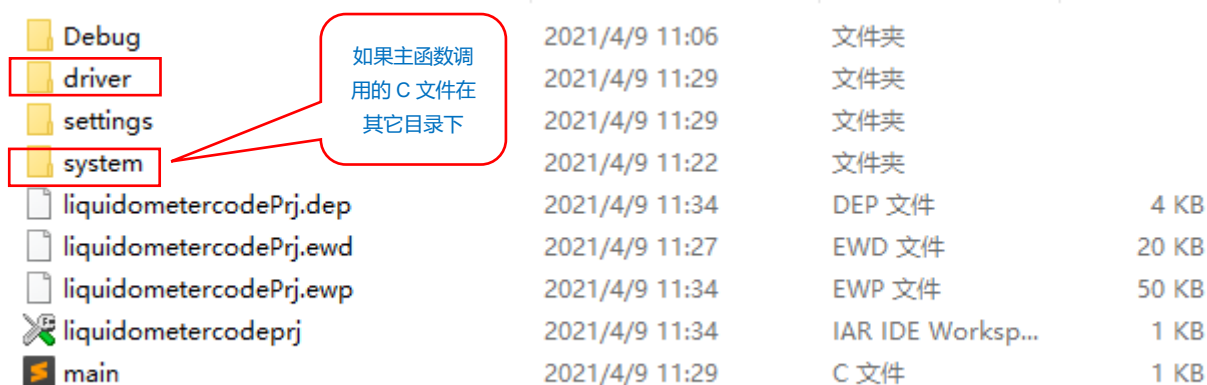 Debug 2021/4/9 11:06 文件夹
如果主函数调
用的 C 文件在
其它目录下
driver 2021/4/9 11:29 文件夹
settings 2021/4/9 11:29 文件夹
system 2021/4/9 11:22 文件夹
liquidometercodePrj.dep 2021/4/9 11:34 DEP 文件 4 KB
liquidometercodePrj.ewd 2021/4/9 11:27 EWD 文件 20 KB
liquidometercodePrj.ewp 2021/4/9 11:34 EWP 文件 50 KB
liquidometercodeprj 2021/4/9 11:34 IAR IDE Worksp... 1 KB
main 2021/4/9 11:29 C 文件 1 KB